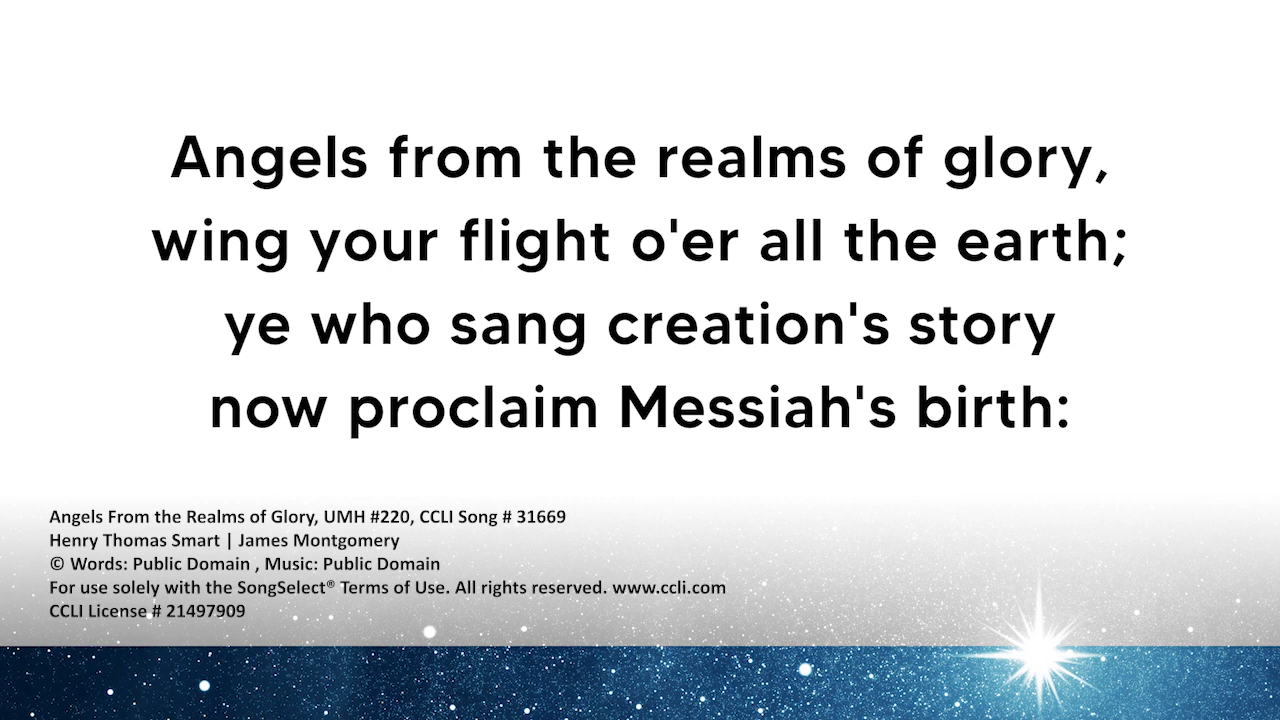 Angels from the realms of glory,
wing your flight o'er all the earth;
ye who sang creation's story
now proclaim Messiah's birth:
Angels From the Realms of Glory, UMH #220, CCLI Song # 31669
Henry Thomas Smart | James Montgomery
© Words: Public Domain , Music: Public Domain
For use solely with the SongSelect® Terms of Use. All rights reserved. www.ccli.com
CCLI License # 21497909